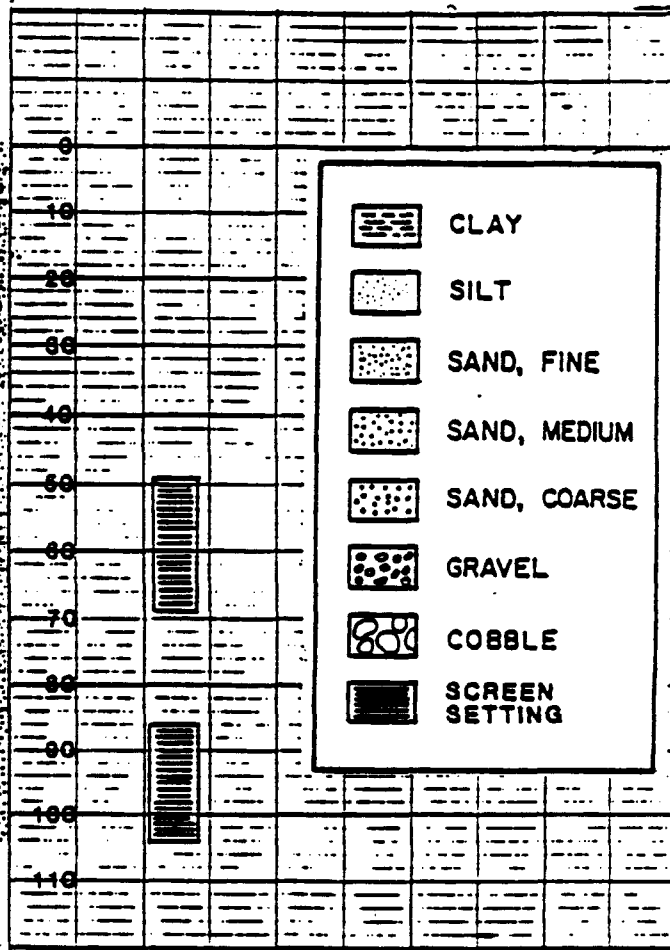 0
10
20
30
40
50
60
70
80
90
100
110
CLAY
SILT
SAND, FINE
SAND, MEDIUM
SAND, COARSE
GRAVEL
COBBLE
SCREEN
SETTING